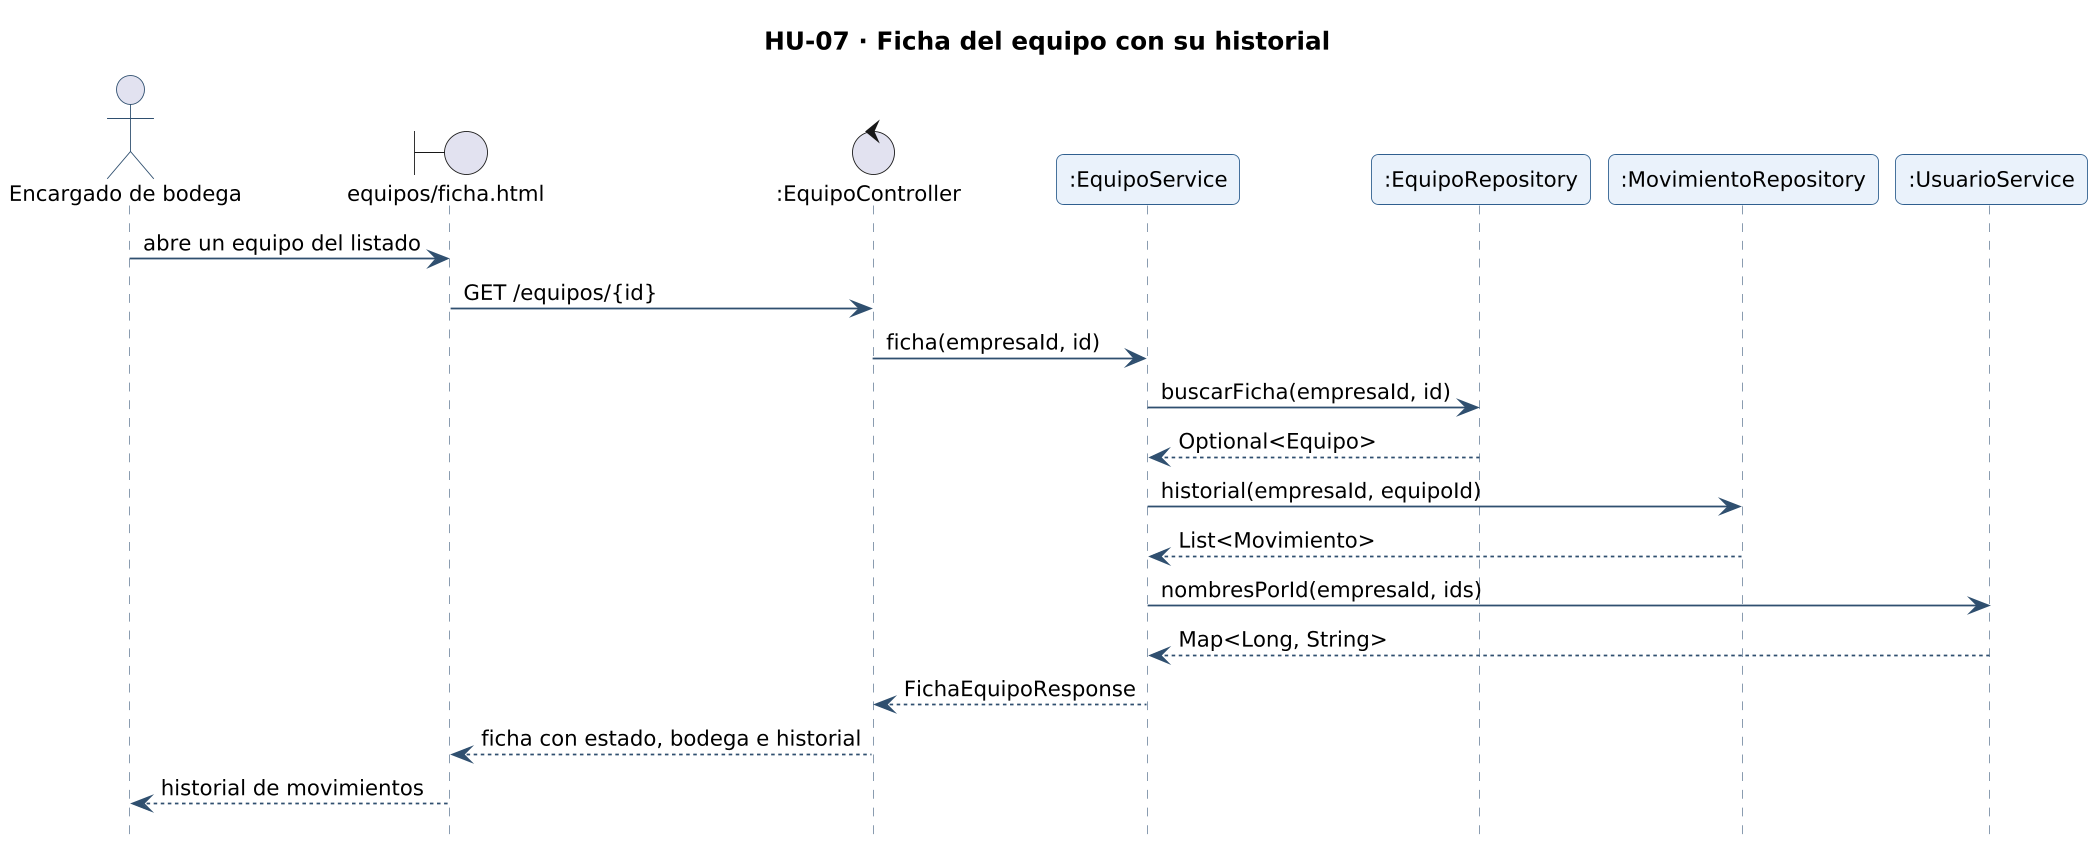 HU-07 · Ficha del equipo con su historial
Encargado de bodega
equipos/ficha.html
:EquipoController
:EquipoService
:EquipoRepository
:MovimientoRepository
:UsuarioService
abre un equipo del listado
GET /equipos/{id}
ficha(empresaId, id)
buscarFicha(empresaId, id)
Optional<Equipo>
historial(empresaId, equipoId)
List<Movimiento>
nombresPorId(empresaId, ids)
Map<Long, String>
FichaEquipoResponse
ficha con estado, bodega e historial
historial de movimientos